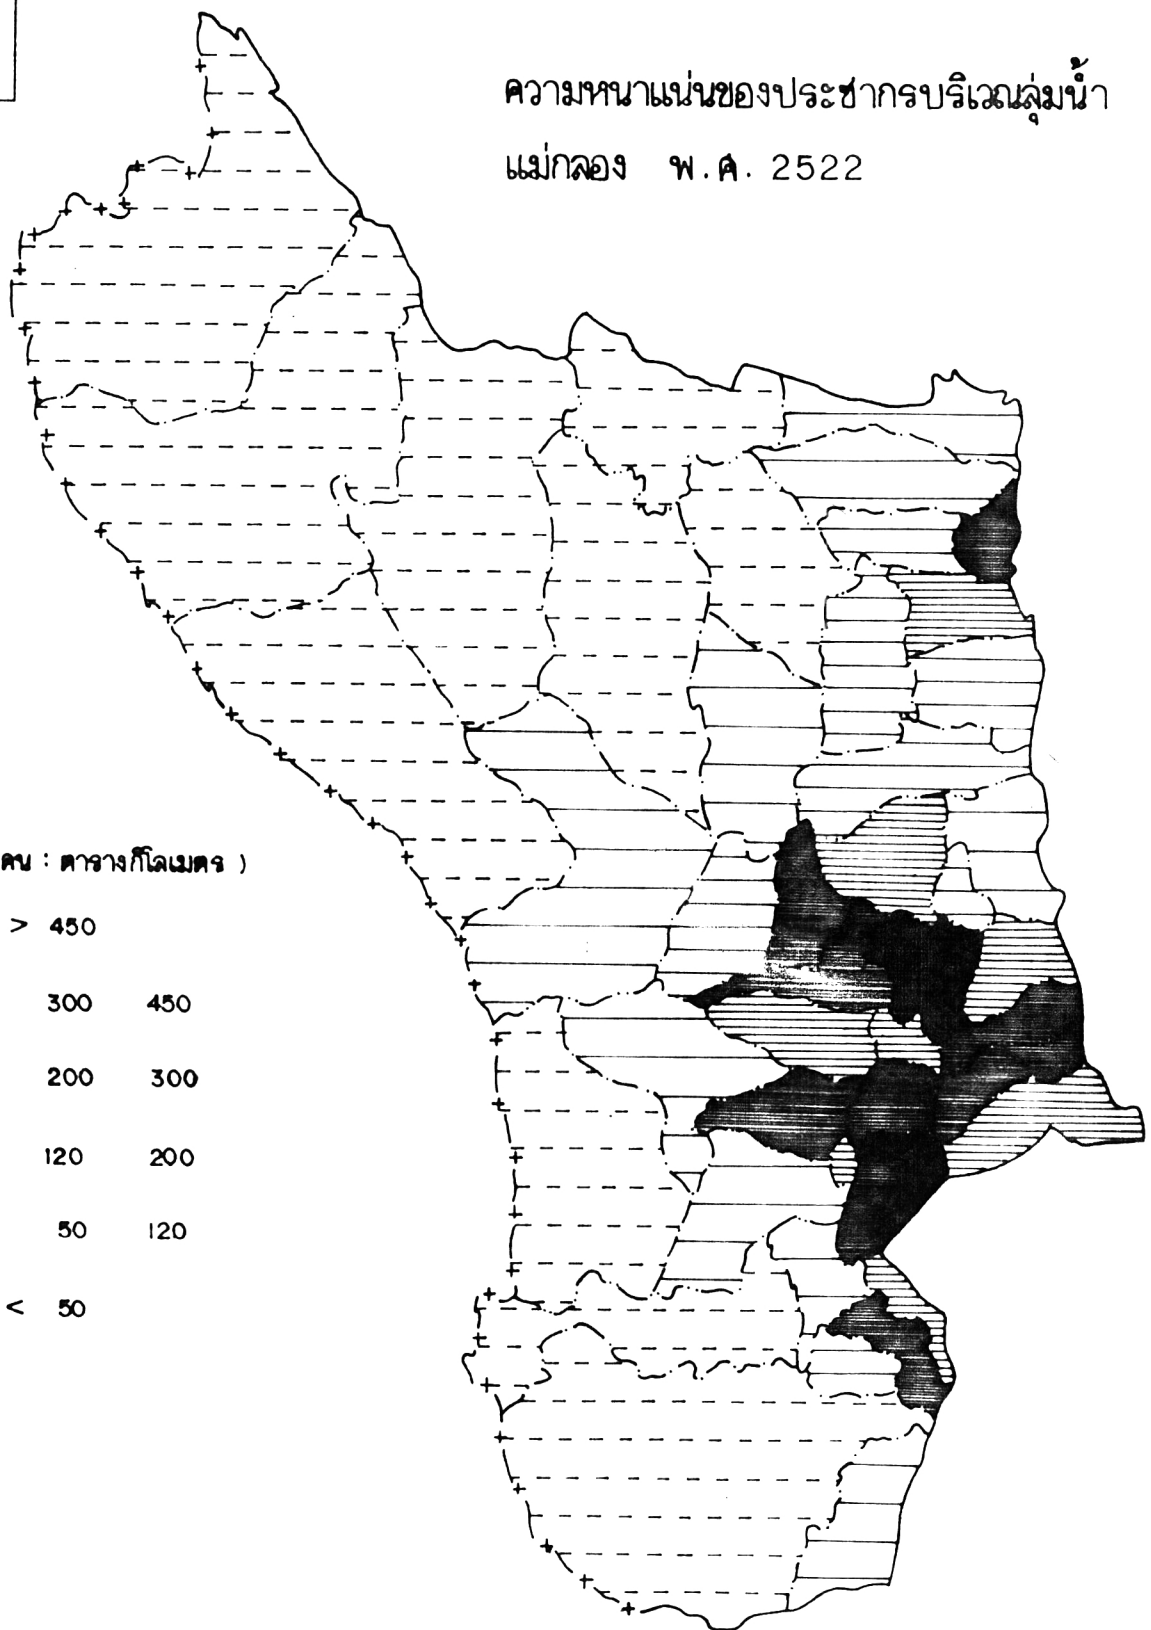 ความหนาแน่นของประชากรบริเวณลุ่มน้ำ
แม่กลอง พ.ศ. 2522
คน : ตารางกิโลเมตร )
> 450
300 450
200 300
120 200
50 120
< 50